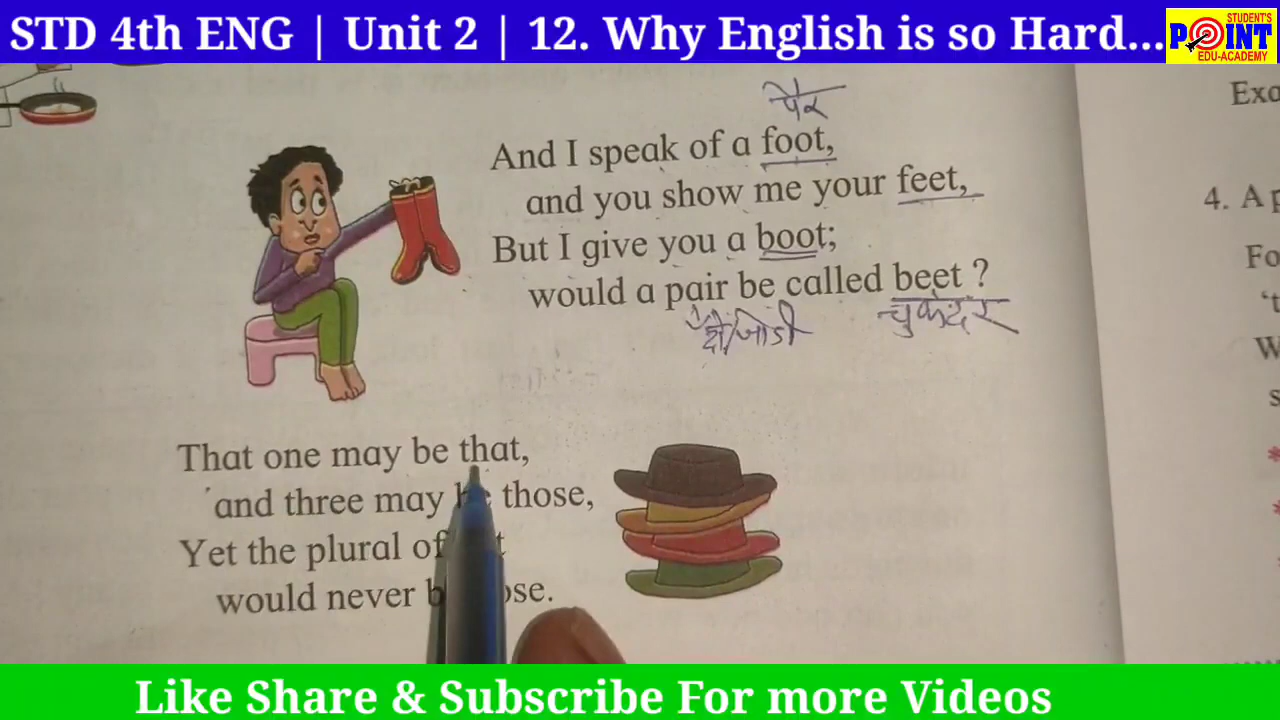 STD 4th ENG | Unit 2 | 12. Why English is so Hard...
STUDENT'S
POINT
EDU-ACADEMY
पैर
And I speak of a foot,
and you show me your feet,
But I give you a boot;
would a pair be called beet ?
जोडी
चुकंदर
That one may be that,
and three may those,
Yet the plural of
would never
4. A
Fo
W
Like Share & Subscribe For more Videos